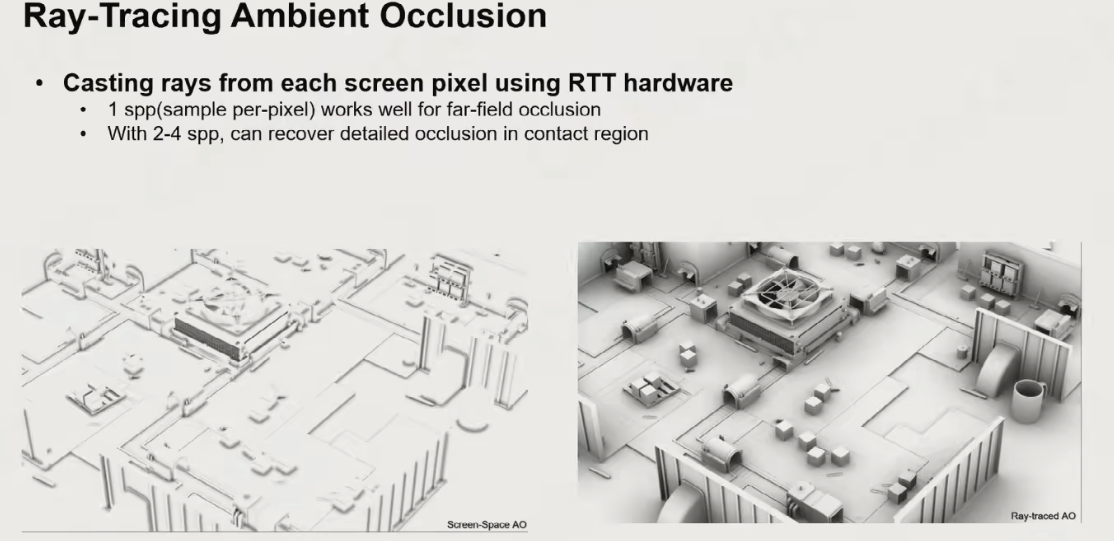 Ray-Tracing Ambient Occlusion
• Casting rays from each screen pixel using RTT hardware
• 1 spp(sample per-pixel) works well for far-field occlusion
• With 2-4 spp, can recover detailed occlusion in contact region
Screen-Space AO
Ray-traced AO